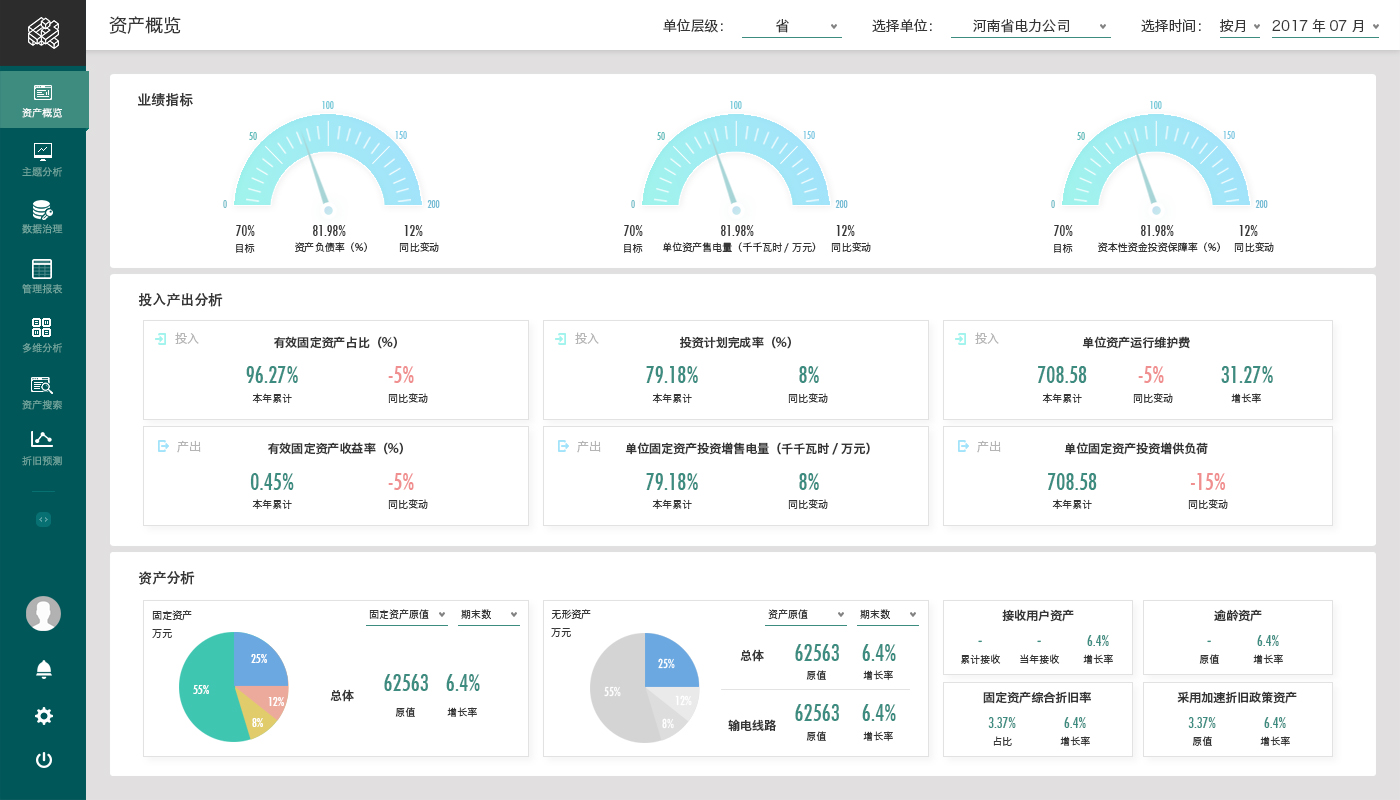 资产概览
单位层级： 省 选择单位： 河南省电力公司 选择时间： 按月 2017 年 07 月
资产概览
主题分析
数据治理
管理报表
多维分析
资产搜索
折旧预测
业绩指标
0 50 100 150 200
70% 81.98% 12%
目标 资产负债率（%） 同比变动
0 50 100 150 200
70% 81.98% 12%
目标 单位资产售电量（千千瓦时 / 万元） 同比变动
0 50 100 150 200
70% 81.98% 12%
目标 资本性资金投资保障率（%） 同比变动
投入产出分析
投入 有效固定资产占比（%）
96.27% -5%
本年累计 同比变动
投入 投资计划完成率（%）
79.18% 8%
本年累计 同比变动
投入 单位资产运行维护费
708.58 -5% 31.27%
本年累计 同比变动 增长率
产出 有效固定资产收益率（%）
0.45% -5%
本年累计 同比变动
产出 单位固定资产投资增售电量（千千瓦时 / 万元）
79.18% 8%
本年累计 同比变动
产出 单位固定资产投资增供负荷
708.58 -15%
本年累计 同比变动
资产分析
固定资产 固定资产原值 期末数
万元
25%
55%
12%
8%
总体 62563 6.4%
原值 增长率
无形资产 资产原值 期末数
万元
25%
55%
12%
8%
总体 62563 6.4%
原值 增长率
输电线路 62563 6.4%
原值 增长率
接收用户资产
- - 6.4%
累计接收 当年接收 增长率
逾龄资产
- 6.4%
原值 增长率
固定资产综合折旧率
3.37% 6.4%
占比 增长率
采用加速折旧政策资产
3.37% 6.4%
原值 增长率